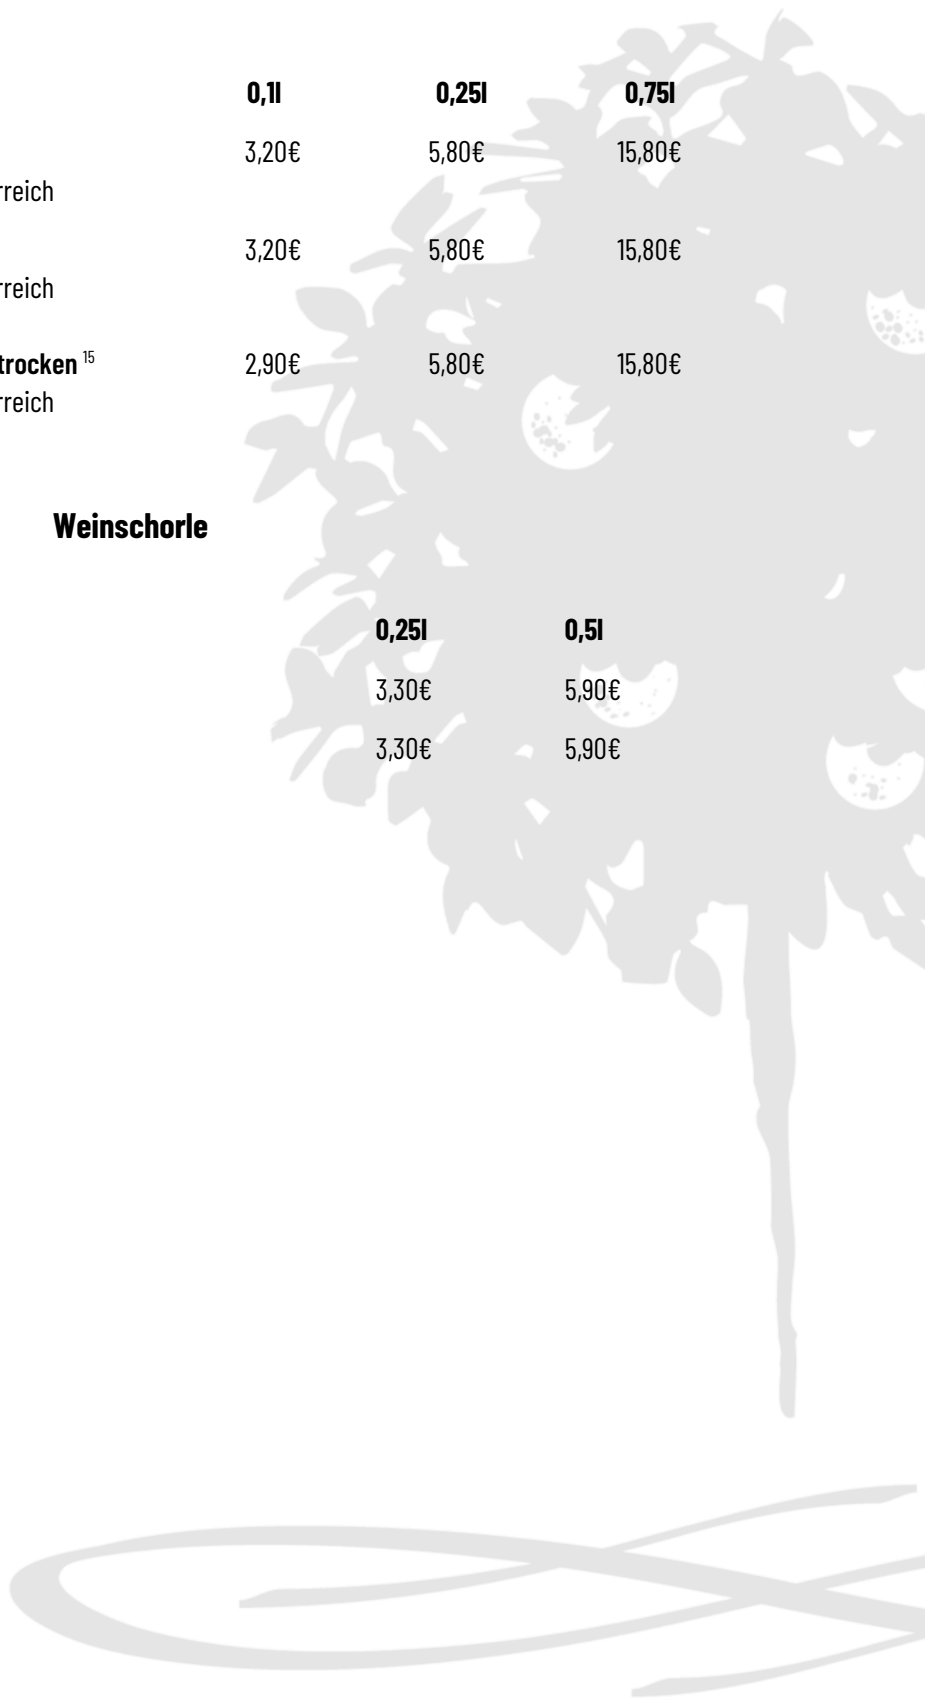 0,1l 0,25l 0,75l
3,20€ 5,80€ 15,80€
rreich
3,20€ 5,80€ 15,80€
rreich
trocken 15 2,90€ 5,80€ 15,80€
rreich
Weinschorle
0,25l 0,5l
3,30€ 5,90€
3,30€ 5,90€